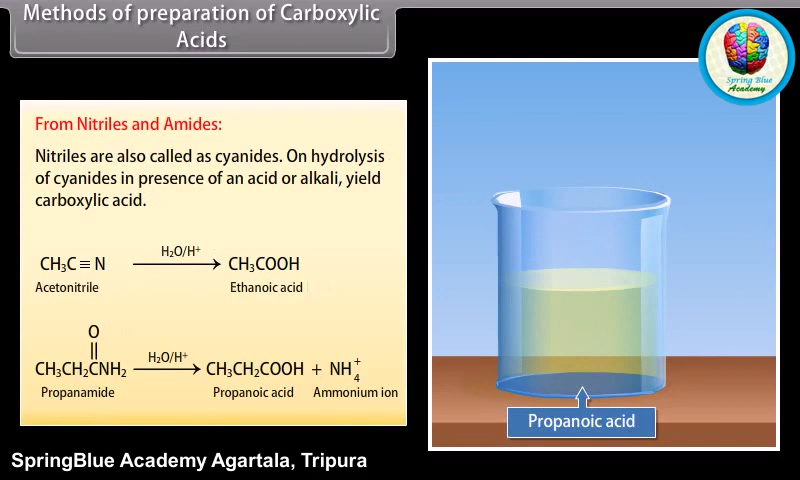 Methods of preparation of Carboxylic
Acids
Spring Blue
Academy
From Nitriles and Amides:
Nitriles are also called as cyanides. On hydrolysis
of cyanides in presence of an acid or alkali, yield
carboxylic acid.
CH₃C ≡ N H₂O/H⁺ CH₃COOH
Acetonitrile Ethanoic acid
O
||
CH₃CH₂CNH₂ H₂O/H⁺ CH₃CH₂COOH + NH₄⁺
Propanamide Propanoic acid Ammonium ion
Propanoic acid
SpringBlue Academy Agartala, Tripura